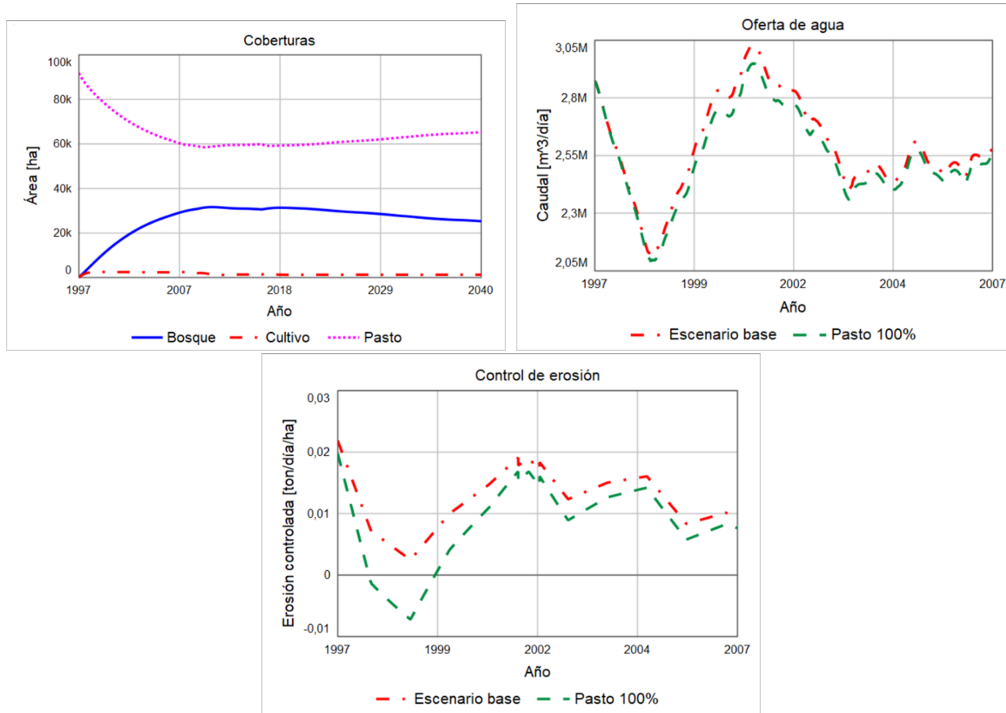 Coberturas
100k
80k
60k
40k
20k
0
Área [ha]
1997 2007 2018 2029 2040
Año
Bosque Cultivo Pasto
Oferta de agua
3,05M
2,8M
2,55M
2,3M
2,05M
Caudal [m^3/día]
1997 1999 2002 2004 2007
Año
Escenario base Pasto 100%
Control de erosión
0,03
0,02
0,01
0
-0,01
Erosión controlada [ton/día/ha]
1997 1999 2002 2004 2007
Año
Escenario base Pasto 100%